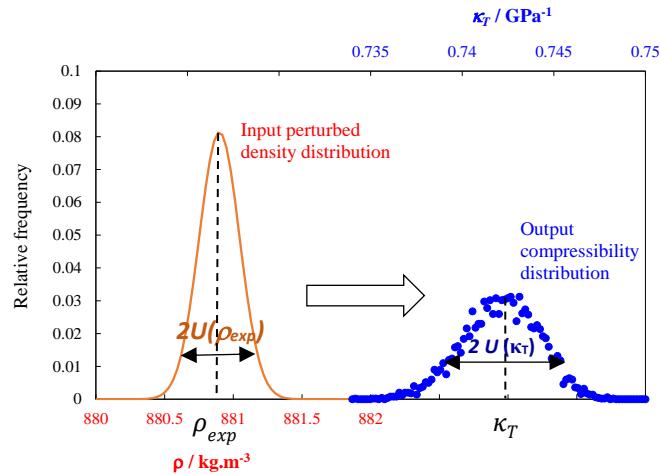 κT / GPa-1
0.735 0.74 0.745 0.75
0.1
0.09
0.08
0.07
0.06
0.05
0.04
0.03
0.02
0.01
0
Relative frequency
Input perturbed
density distribution
Output
compressibility
distribution
2U(ρexp)
2 U (κT)
880 880.5 881 881.5 882
ρexp
κT
ρ / kg.m-3